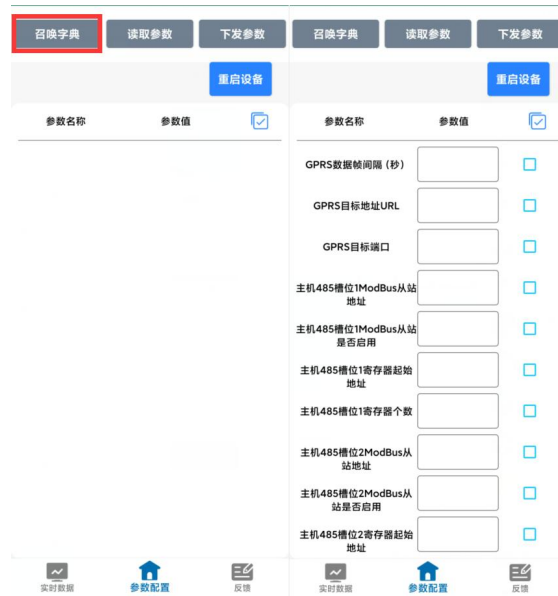 召唤字典
读取参数
下发参数
重启设备
参数名称
参数值
实时数据
参数配置
反馈
召唤字典
读取参数
下发参数
重启设备
参数名称
参数值
GPRS数据帧间隔（秒）
GPRS目标地址URL
GPRS目标端口
主机485槽位1ModBus从站
地址
主机485槽位1ModBus从站
是否启用
主机485槽位1寄存器起始
地址
主机485槽位1寄存器个数
主机485槽位2ModBus从
站地址
主机485槽位2ModBus从
站是否启用
主机485槽位2寄存器起始
地址
实时数据
参数配置
反馈